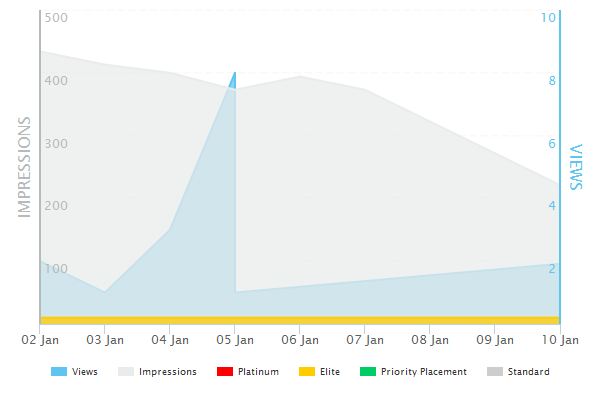 500
400
300
200
100
IMPRESSIONS
10
8
6
4
2
VIEWS
02 Jan 03 Jan 04 Jan 05 Jan 06 Jan 07 Jan 08 Jan 09 Jan 10 Jan
Views Impressions Platinum Elite Priority Placement Standard